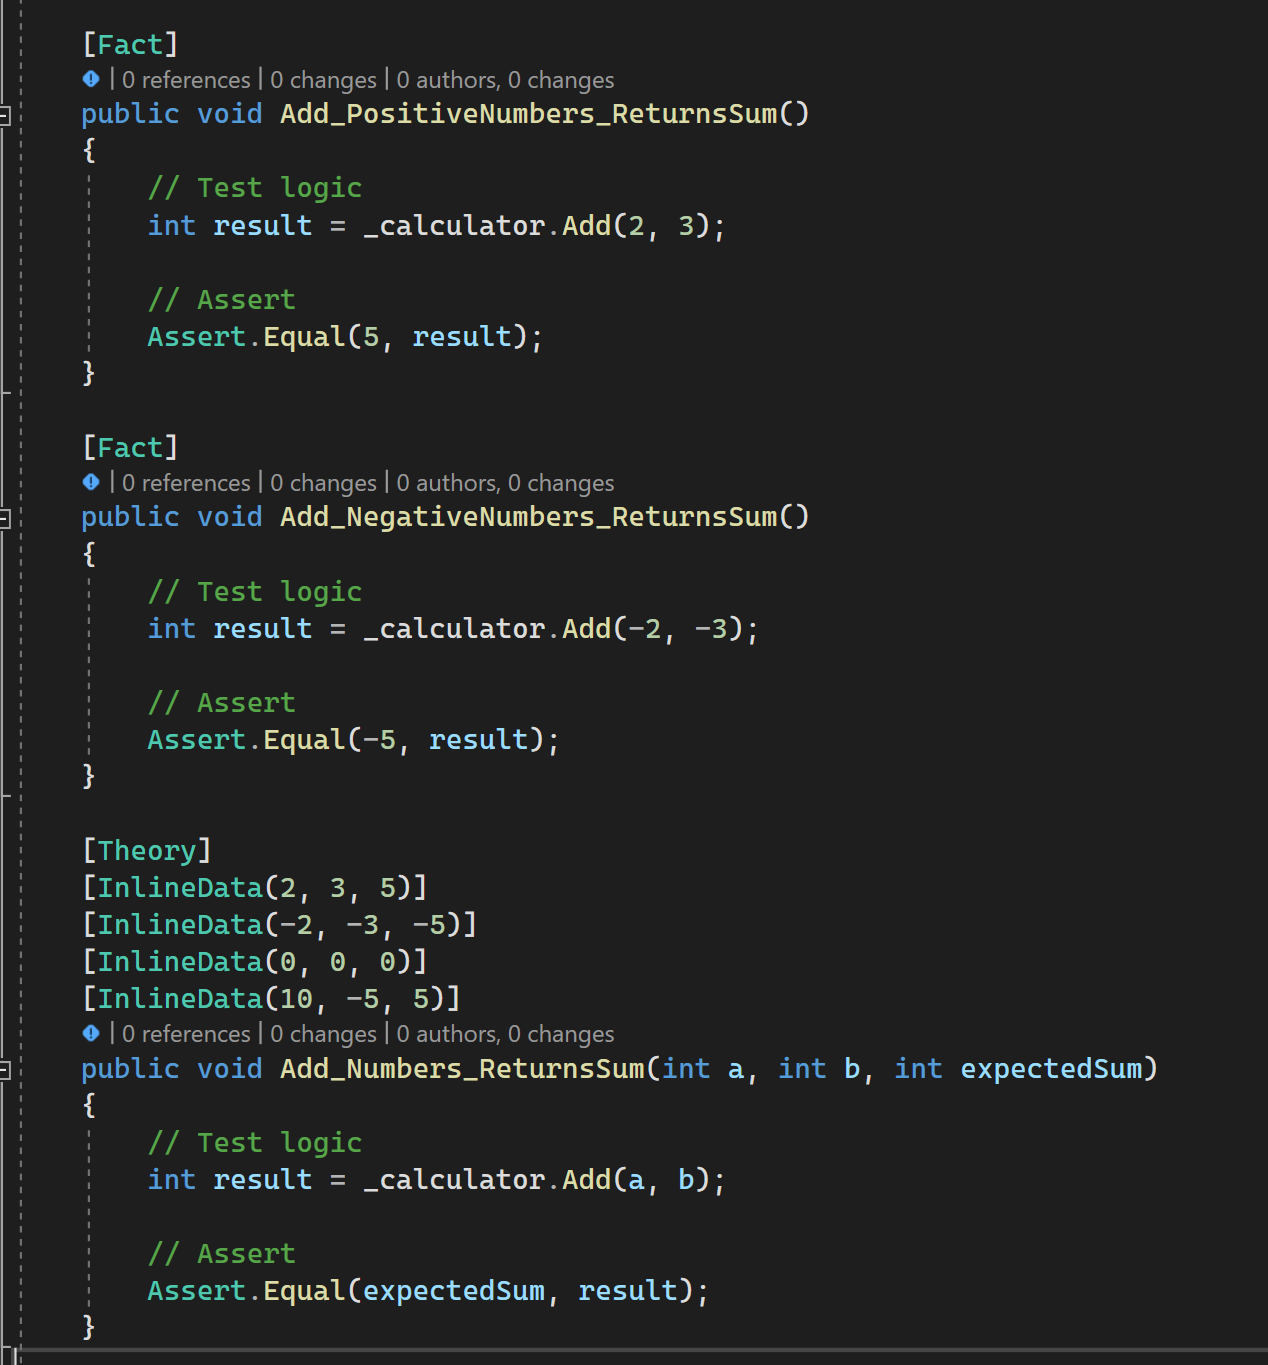 [Fact]
0 references | 0 changes | 0 authors, 0 changes
public void Add_PositiveNumbers_ReturnsSum()
{
    // Test logic
    int result = _calculator.Add(2, 3);

    // Assert
    Assert.Equal(5, result);
}

[Fact]
0 references | 0 changes | 0 authors, 0 changes
public void Add_NegativeNumbers_ReturnsSum()
{
    // Test logic
    int result = _calculator.Add(-2, -3);

    // Assert
    Assert.Equal(-5, result);
}

[Theory]
[InlineData(2, 3, 5)]
[InlineData(-2, -3, -5)]
[InlineData(0, 0, 0)]
[InlineData(10, -5, 5)]
0 references | 0 changes | 0 authors, 0 changes
public void Add_Numbers_ReturnsSum(int a, int b, int expectedSum)
{
    // Test logic
    int result = _calculator.Add(a, b);

    // Assert
    Assert.Equal(expectedSum, result);
}